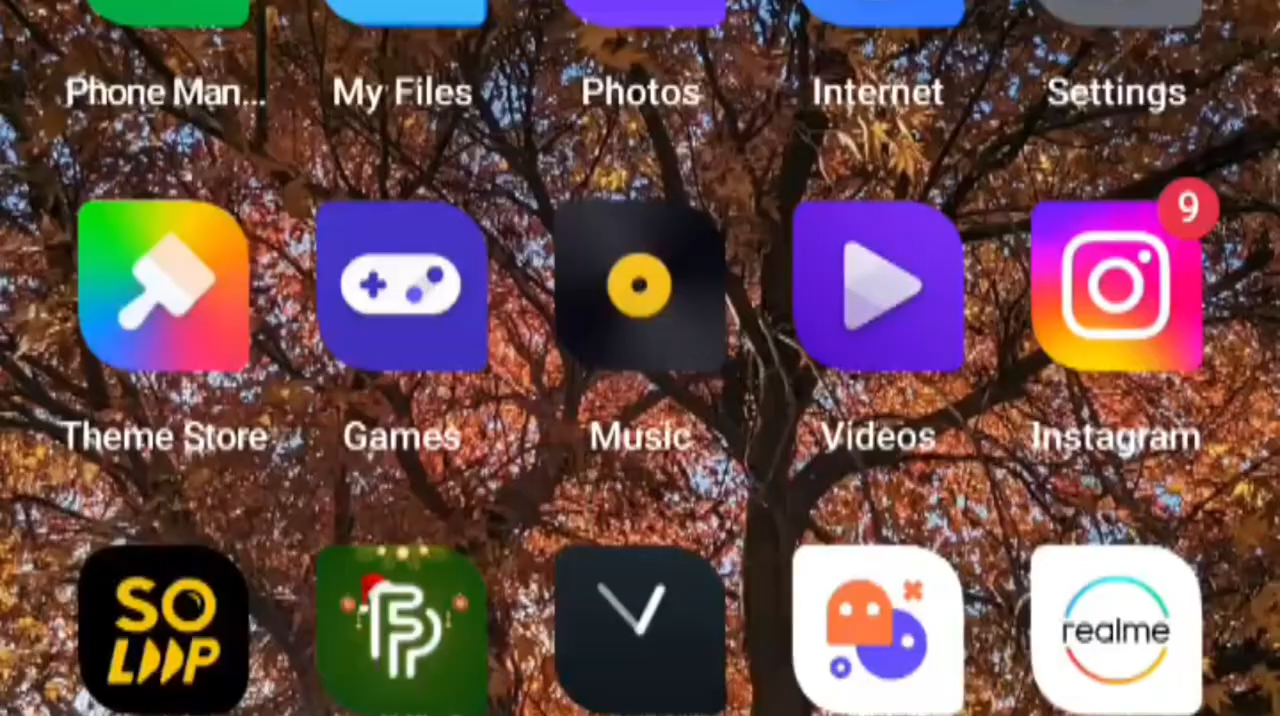 Phone Man...
My Files
Photos
Internet
Settings
9
Theme Store
Games
Music
Videos
Instagram
SO
LOOP
realme